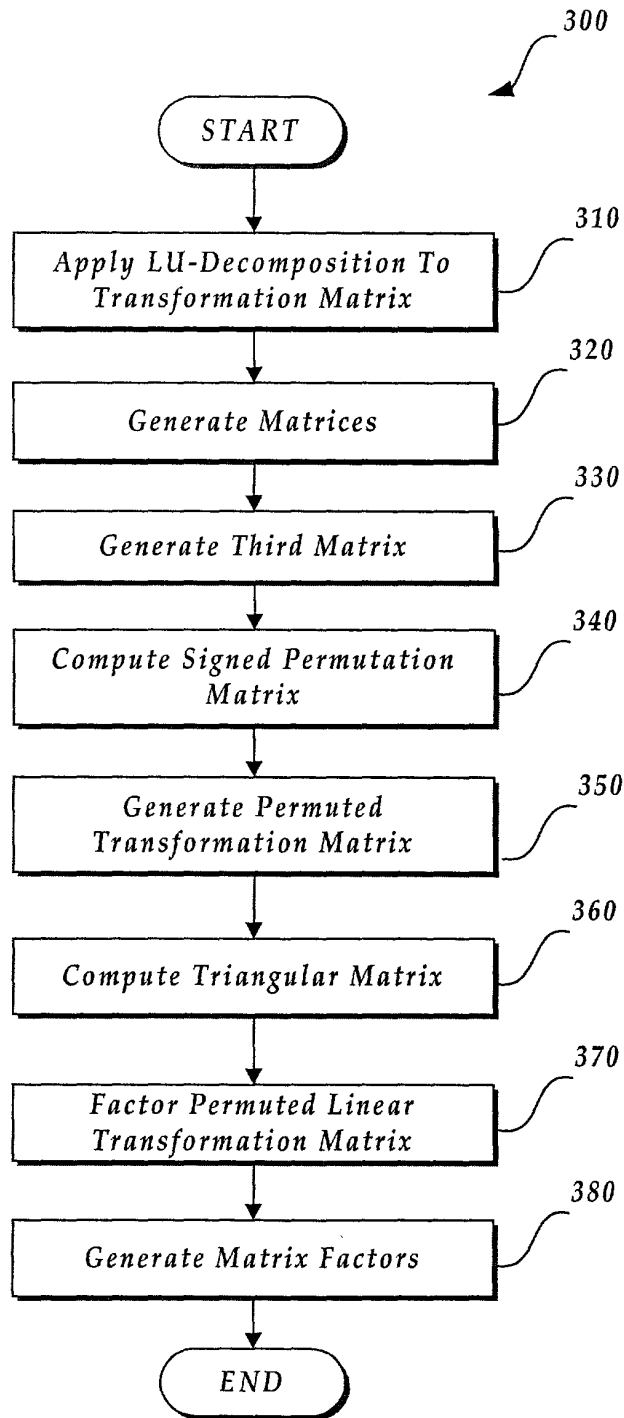 300
START
310
Apply LU-Decomposition To
Transformation Matrix
320
Generate Matrices
330
Generate Third Matrix
340
Compute Signed Permutation
Matrix
350
Generate Permuted
Transformation Matrix
360
Compute Triangular Matrix
370
Factor Permuted Linear
Transformation Matrix
380
Generate Matrix Factors
END